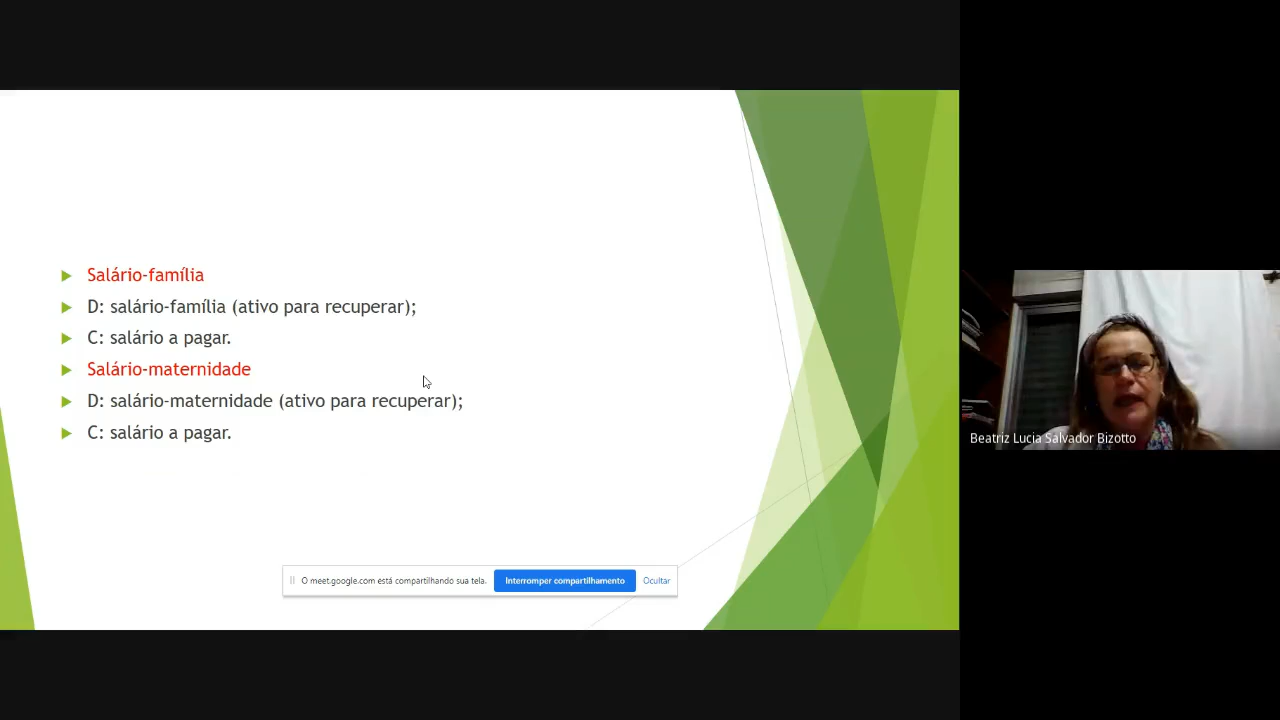 Salário-família
D: salário-família (ativo para recuperar);
C: salário a pagar.
Salário-maternidade
D: salário-maternidade (ativo para recuperar);
C: salário a pagar.
O meet.google.com está compartilhando sua tela. Interromper compartilhamento Ocultar
Beatriz Lucia Salvador Bizotto